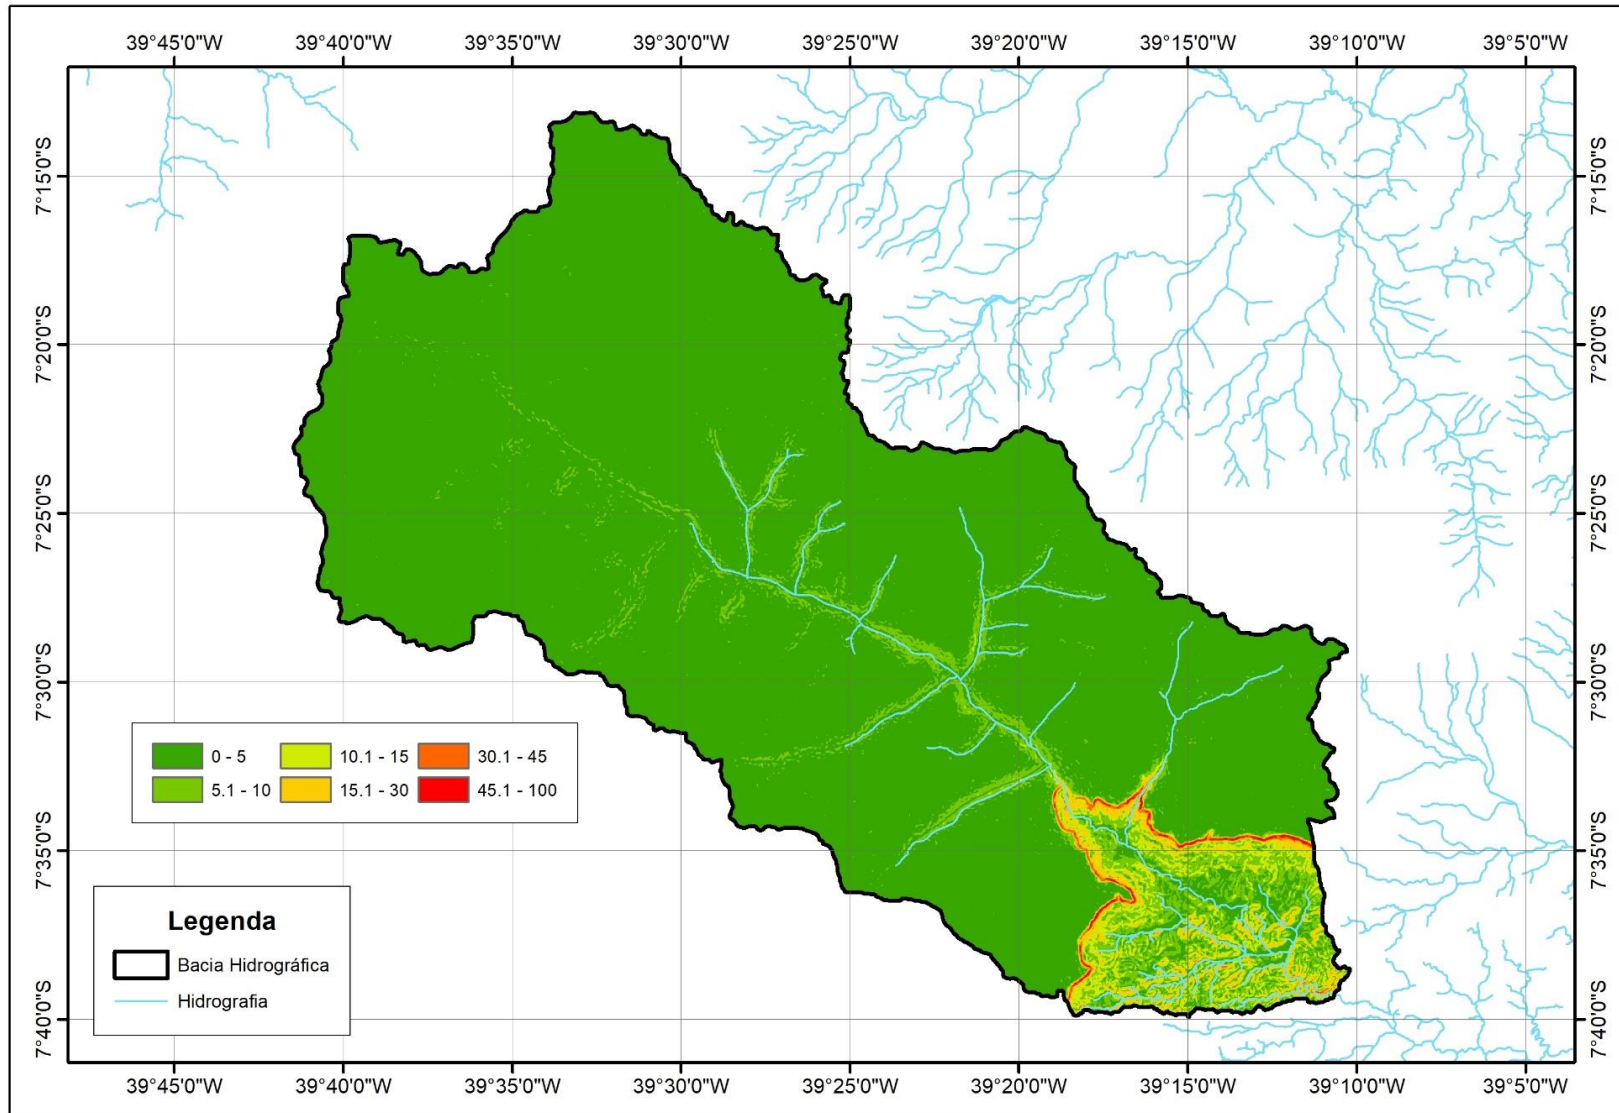 39°45'0"W 39°40'0"W 39°35'0"W 39°30'0"W 39°25'0"W 39°20'0"W 39°15'0"W 39°10'0"W 39°5'0"W
7°15'0"S 7°15'0"S
7°20'0"S 7°20'0"S
7°25'0"S 7°25'0"S
7°30'0"S 7°30'0"S
0 - 5 10.1 - 15 30.1 - 45
5.1 - 10 15.1 - 30 45.1 - 100
7°35'0"S 7°35'0"S
Legenda
Bacia Hidrográfica
Hidrografia
7°40'0"S 7°40'0"S
39°45'0"W 39°40'0"W 39°35'0"W 39°30'0"W 39°25'0"W 39°20'0"W 39°15'0"W 39°10'0"W 39°5'0"W